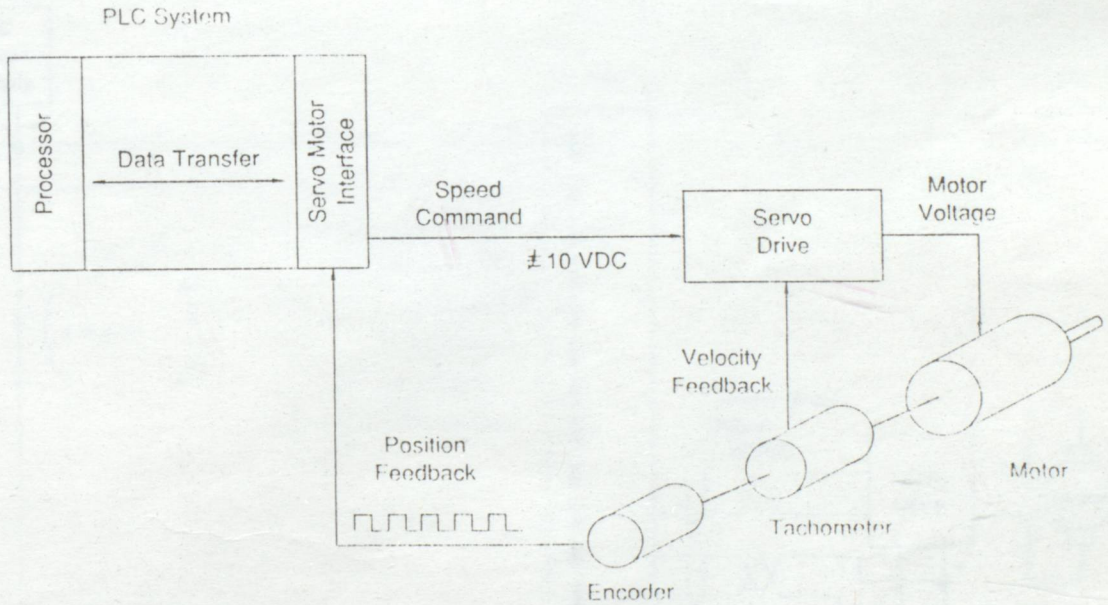 PLC System
Processor
Data Transfer
Servo Motor
Interface
Speed
Command
± 10 VDC
Servo
Drive
Motor
Voltage
Velocity
Feedback
Position
Feedback
Motor
Tachometer
Encoder